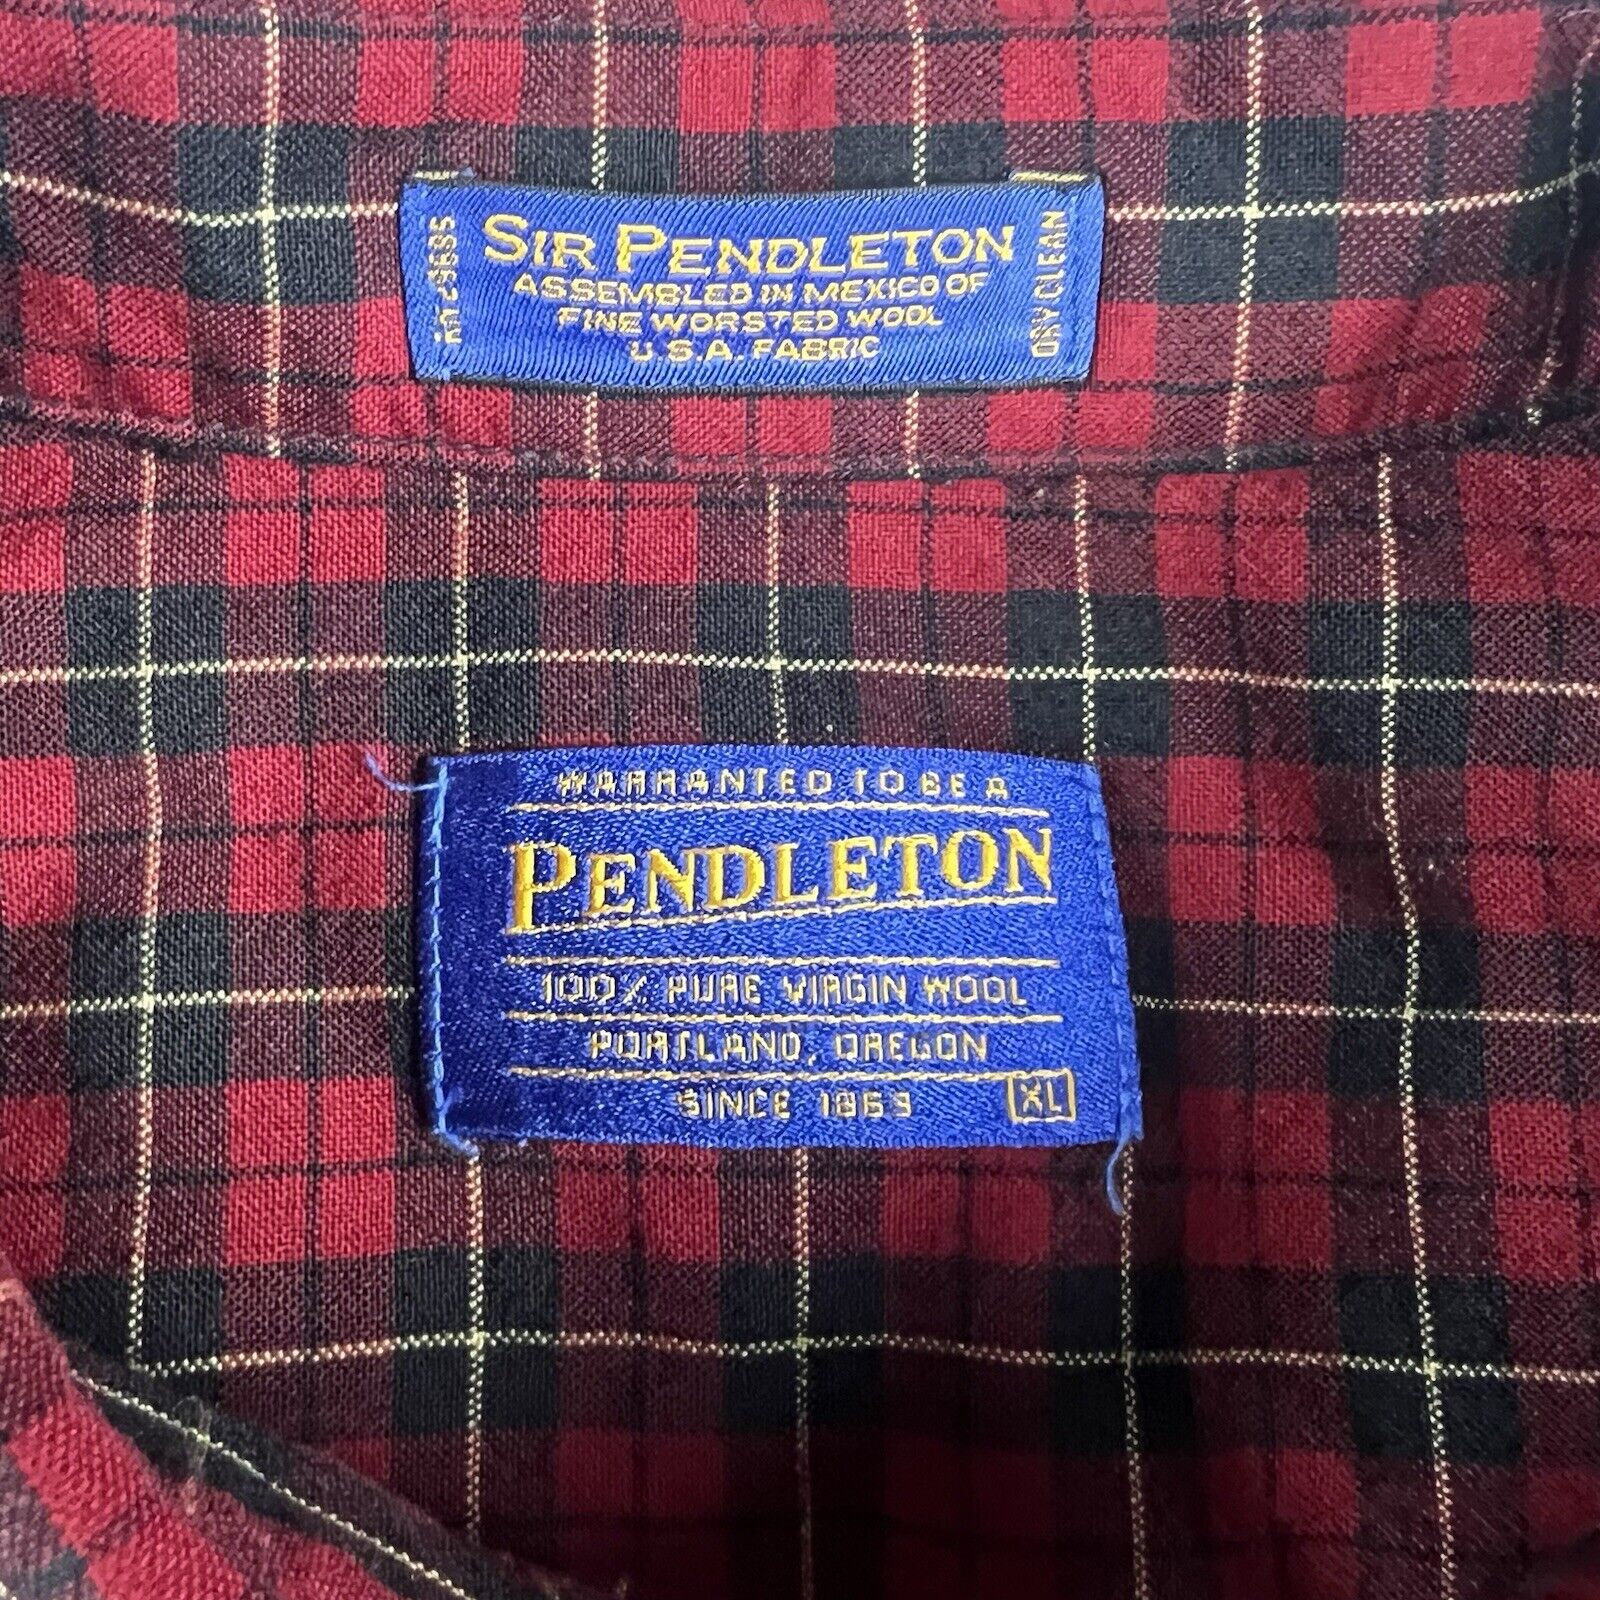 SIR PENDLETON
ASSEMBLED IN MEXICO OF
FINE WORSTED WOOL
U.S.A. FABRIC
DRY CLEAN
WARRANTED TO BE A
PENDLETON
100% PURE VIRGIN WOOL
PORTLAND, OREGON
SINCE 1863
XL